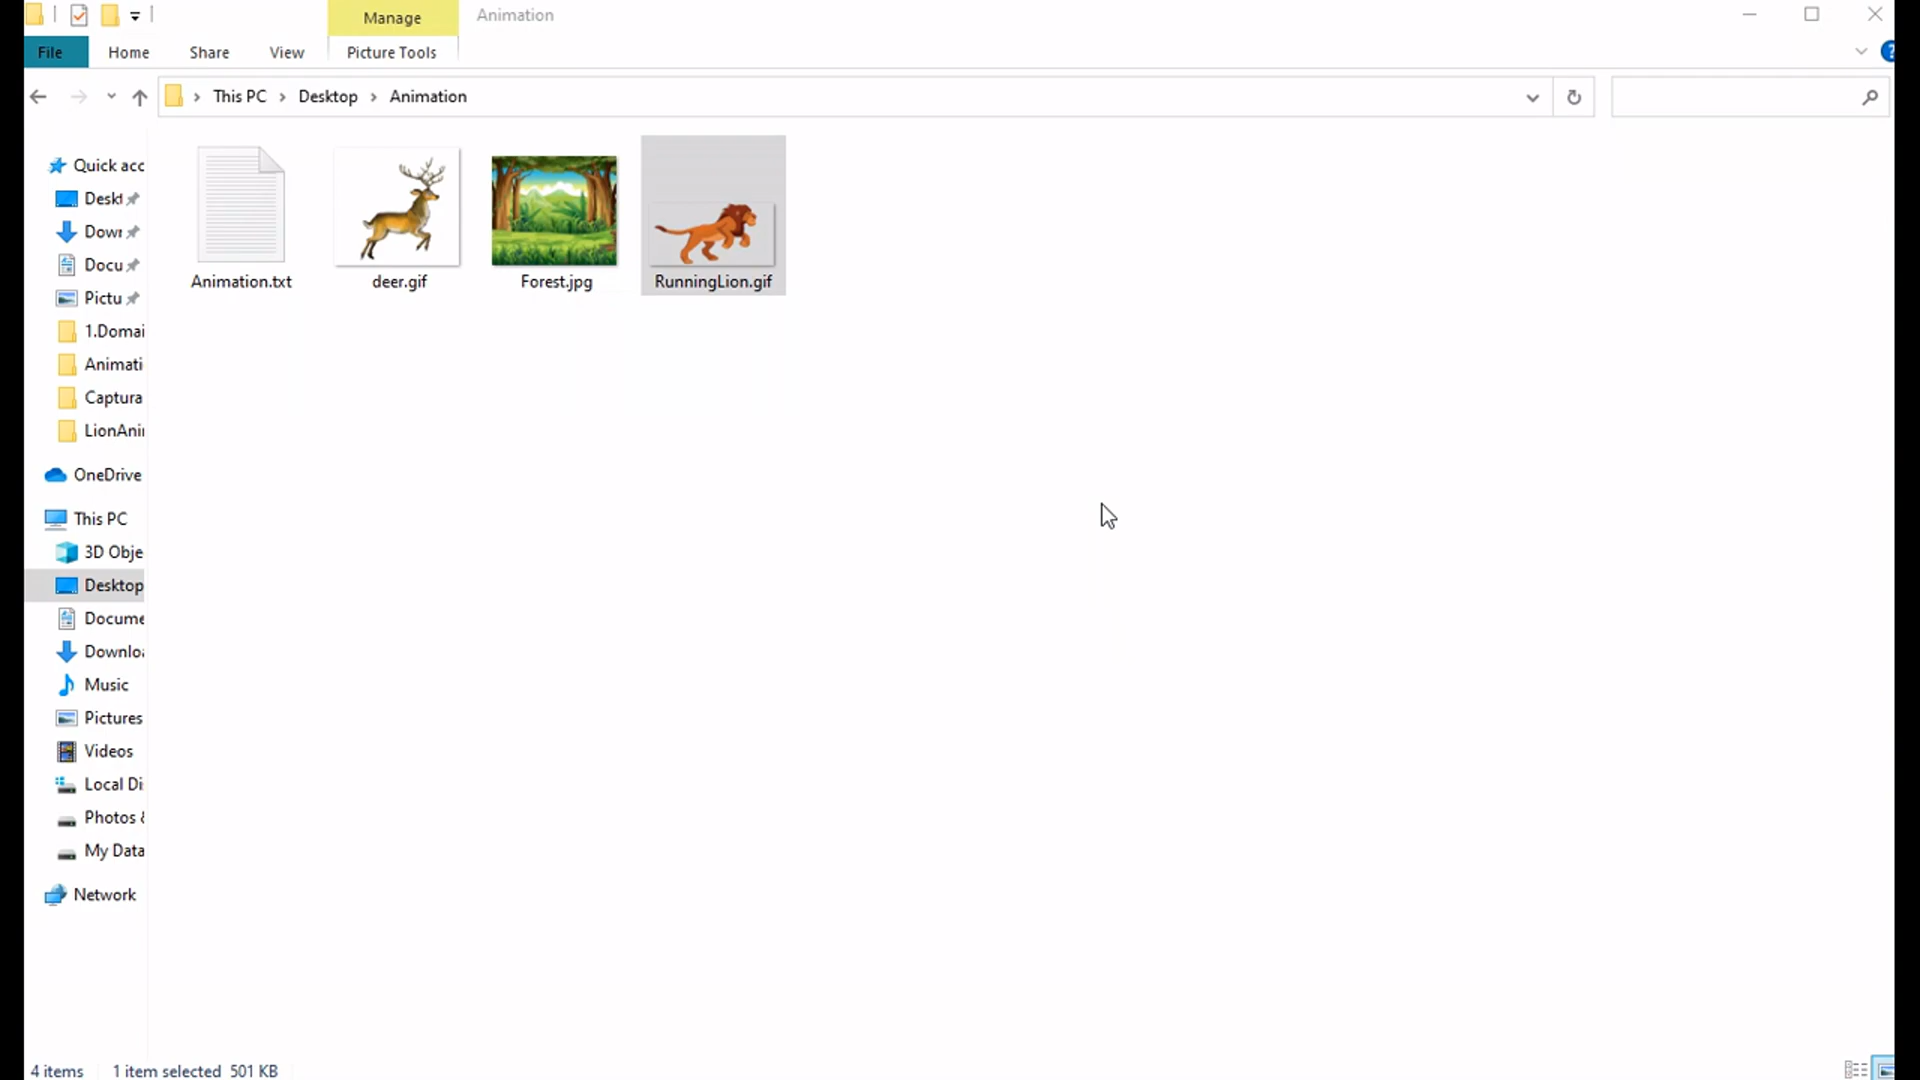 Manage
Animation
File
Home
Share
View
Picture Tools
This PC
Desktop
Animation
Animation.txt
deer.gif
Forest.jpg
RunningLion.gif
Quick acc
Deskt
Dowr
Docu
Pictu
1.Domai
Animati
Captura
LionAni
OneDrive
This PC
3D Obje
Desktop
Docume
Downloa
Music
Pictures
Videos
Local Di
Photos &
My Data
Network
4 items
1 item selected 501 KB